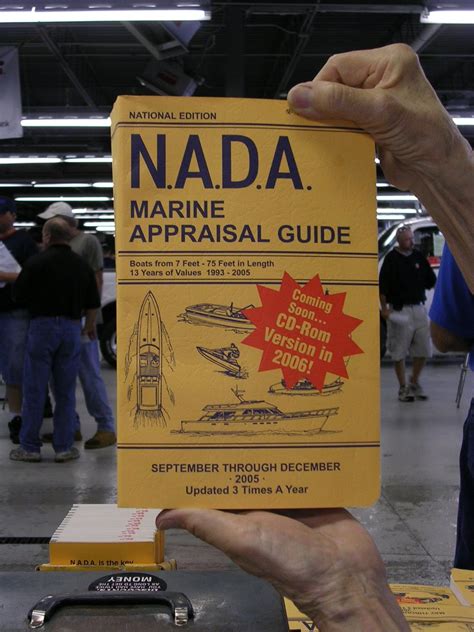 NATIONAL EDITION
N.A.D.A.
MARINE
APPRAISAL GUIDE
Boats from 7 Feet - 75 Feet in Length
13 Years of Values 1993 - 2005
Coming
Soon...
CD-Rom
Version in
2006!
SEPTEMBER THROUGH DECEMBER
· 2005 ·
Updated 3 Times A Year
N.A.D.A. is the key
MONEY